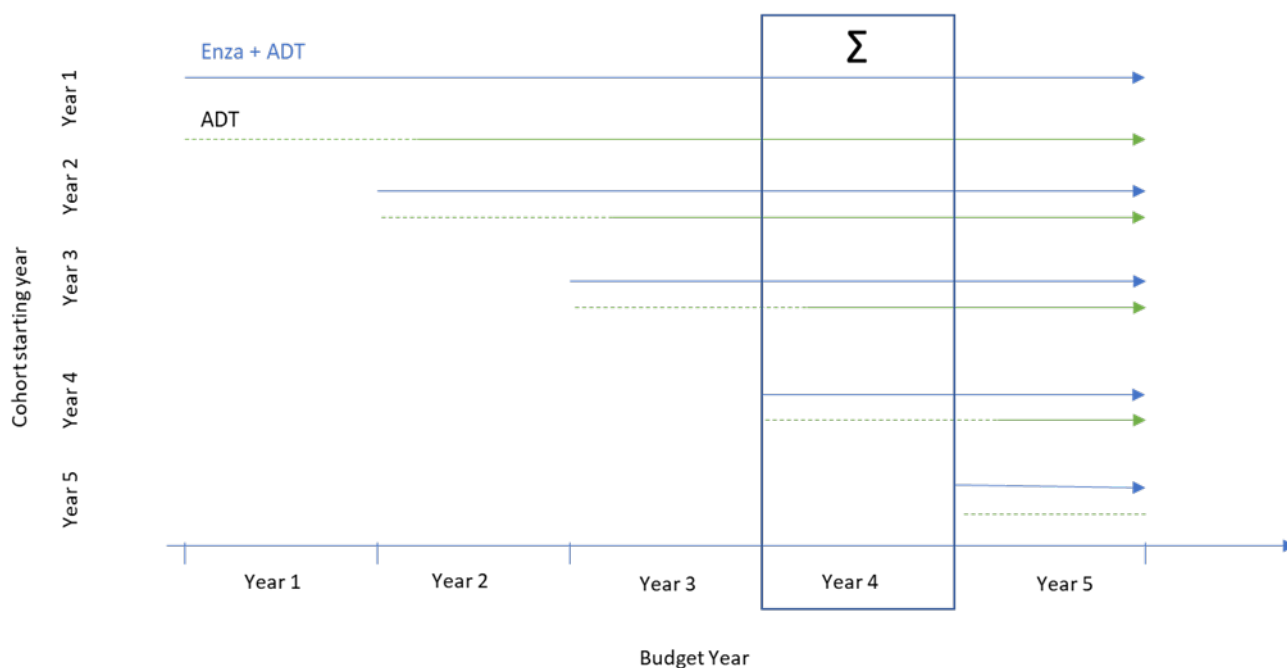 Σ
Enza + ADT
ADT
Cohort starting year
Year 1
Year 2
Year 3
Year 4
Year 5
Year 1
Year 2
Year 3
Year 4
Year 5
Budget Year